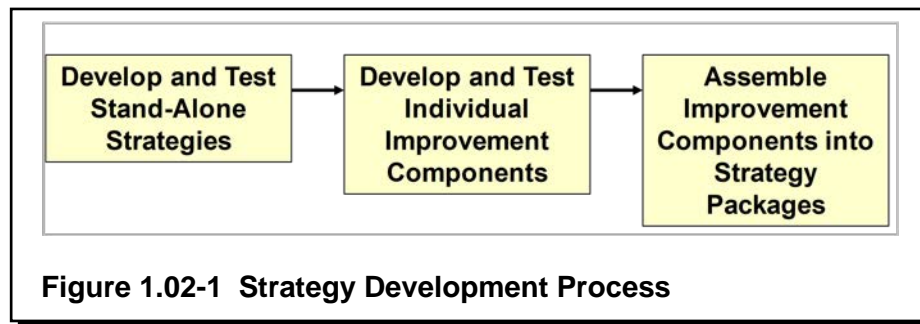 Develop and Test
Stand-Alone
Strategies
Develop and Test
Individual
Improvement
Components
Assemble
Improvement
Components into
Strategy
Packages
Figure 1.02-1 Strategy Development Process